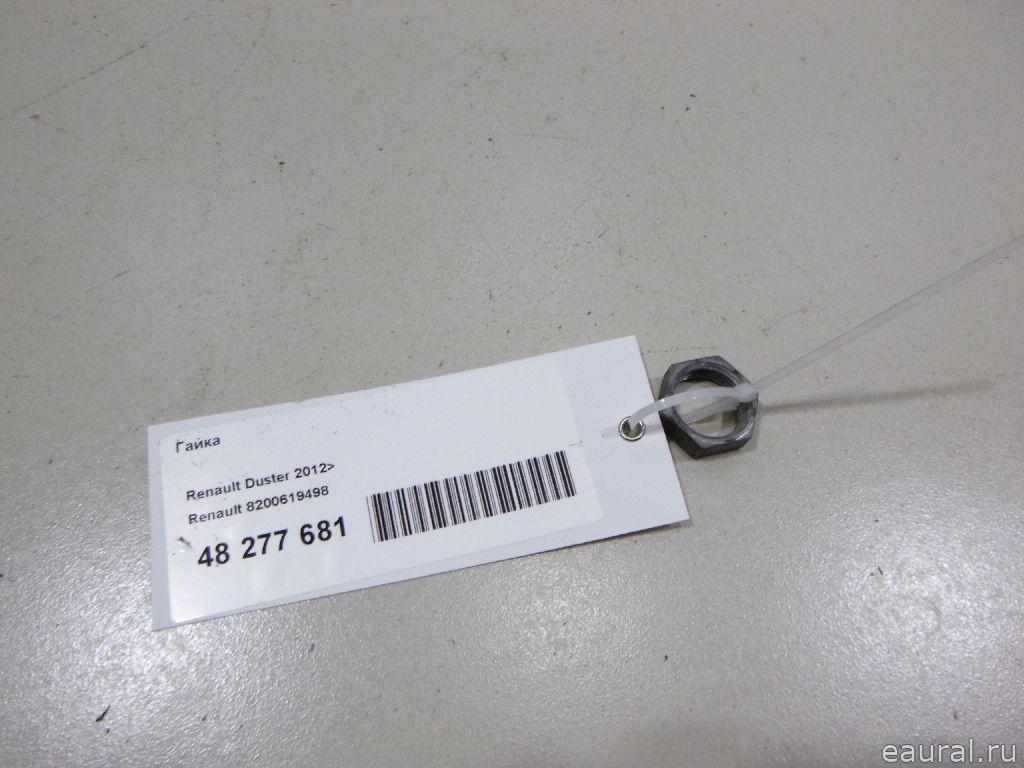 Гайка
Renault Duster 2012>
Renault 8200619498
48 277 681
eaural.ru